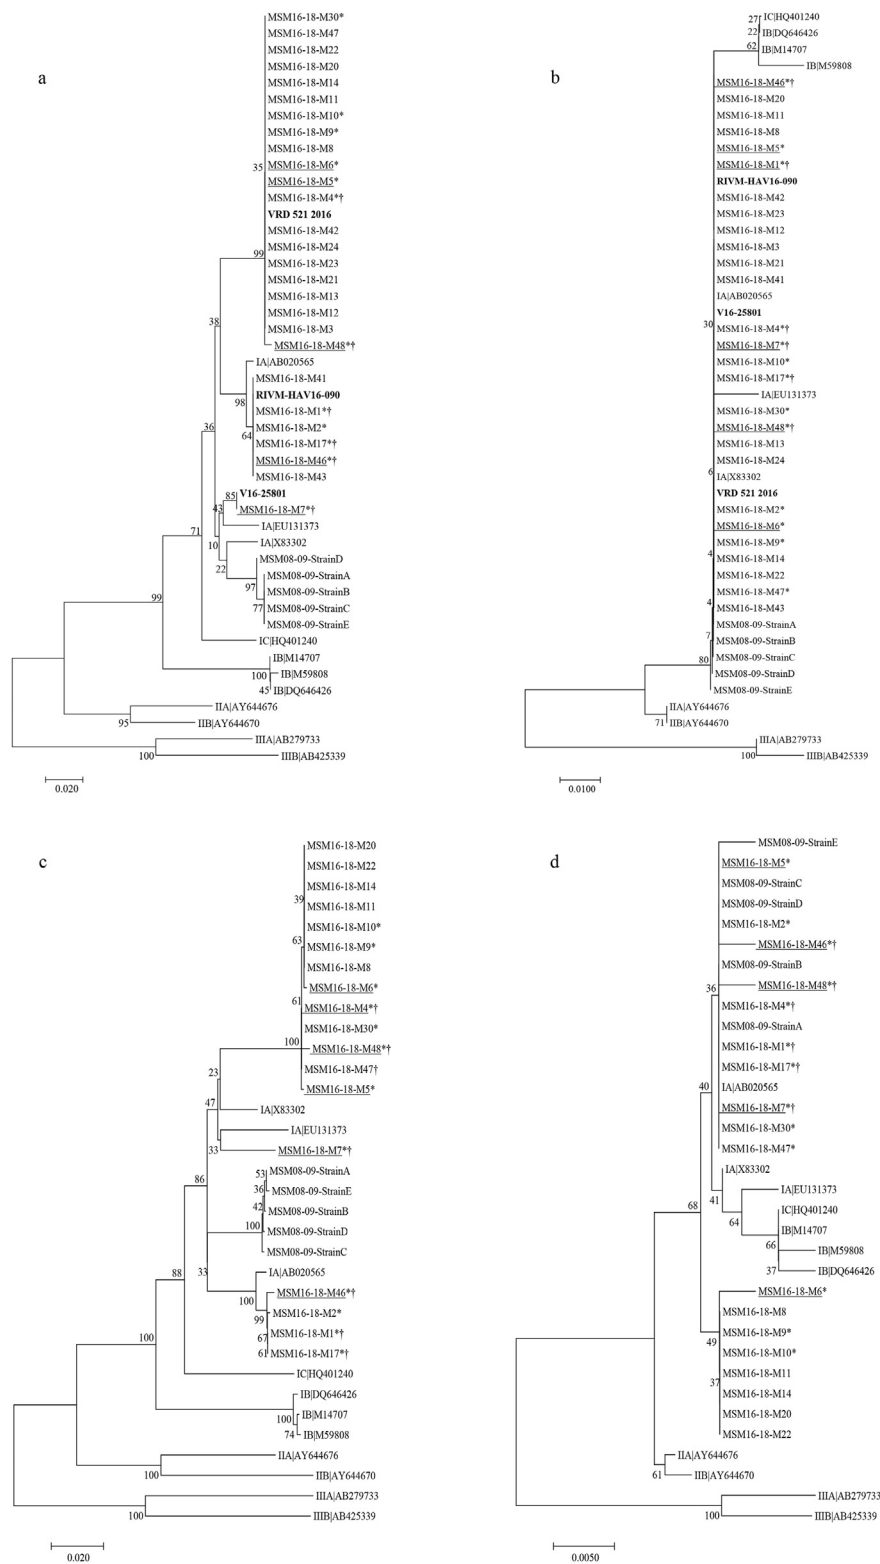 a
MSM16-18-M30*
MSM16-18-M47
MSM16-18-M22
MSM16-18-M20
MSM16-18-M14
MSM16-18-M11
MSM16-18-M10*
MSM16-18-M9*
MSM16-18-M8
MSM16-18-M6*
MSM16-18-M5*
MSM16-18-M4*†
VRD 521 2016
MSM16-18-M42
MSM16-18-M24
MSM16-18-M23
MSM16-18-M21
MSM16-18-M13
MSM16-18-M12
MSM16-18-M3
MSM16-18-M48*†
IA|AB020565
MSM16-18-M41
RIVM-HAV16-090
MSM16-18-M1*†
MSM16-18-M2*
MSM16-18-M17*†
MSM16-18-M46*†
MSM16-18-M43
V16-25801
MSM16-18-M7*†
IA|EU131373
IA|X83302
MSM08-09-StrainD
MSM08-09-StrainA
MSM08-09-StrainB
MSM08-09-StrainC
MSM08-09-StrainE
IC|HQ401240
IB|M14707
IB|M59808
IB|DQ646426
IIA|AY644676
IIB|AY644670
IIIA|AB279733
IIIB|AB425339
35
99
38
98
64
36
85
43
71
10
22
97
77
99
100
45
95
100
0.020
b
IC|HQ401240
IB|DQ646426
IB|M14707
IB|M59808
MSM16-18-M46*†
MSM16-18-M20
MSM16-18-M11
MSM16-18-M8
MSM16-18-M5*
MSM16-18-M1*†
RIVM-HAV16-090
MSM16-18-M42
MSM16-18-M23
MSM16-18-M12
MSM16-18-M3
MSM16-18-M21
MSM16-18-M41
IA|AB020565
V16-25801
MSM16-18-M4*†
MSM16-18-M7*†
MSM16-18-M10*
MSM16-18-M17*†
IA|EU131373
MSM16-18-M30*
MSM16-18-M48*†
MSM16-18-M13
MSM16-18-M24
IA|X83302
VRD 521 2016
MSM16-18-M2*
MSM16-18-M6*
MSM16-18-M9*
MSM16-18-M14
MSM16-18-M22
MSM16-18-M47*
MSM16-18-M43
MSM08-09-StrainA
MSM08-09-StrainB
MSM08-09-StrainC
MSM08-09-StrainD
MSM08-09-StrainE
IIA|AY644676
IIB|AY644670
IIIA|AB279733
IIIB|AB425339
27
22
62
30
6
4
4
7
80
71
100
0.0100
c
MSM16-18-M20
MSM16-18-M22
MSM16-18-M14
MSM16-18-M11
MSM16-18-M10*
MSM16-18-M9*
MSM16-18-M8
MSM16-18-M6*
MSM16-18-M4*†
MSM16-18-M30*
MSM16-18-M48*†
MSM16-18-M47†
MSM16-18-M5*
IA|X83302
IA|EU131373
MSM16-18-M7*†
MSM08-09-StrainA
MSM08-09-StrainE
MSM08-09-StrainB
MSM08-09-StrainD
MSM08-09-StrainC
IA|AB020565
MSM16-18-M46*†
MSM16-18-M2*
MSM16-18-M1*†
MSM16-18-M17*†
IC|HQ401240
IB|DQ646426
IB|M14707
IB|M59808
IIA|AY644676
IIB|AY644670
IIIA|AB279733
IIIB|AB425339
39
63
61
100
23
47
33
53
36
86
42
100
33
88
100
99
67
61
100
100
74
100
100
0.020
d
MSM08-09-StrainE
MSM16-18-M5*
MSM08-09-StrainC
MSM08-09-StrainD
MSM16-18-M2*
MSM16-18-M46*†
MSM08-09-StrainB
MSM16-18-M48*†
MSM16-18-M4*†
MSM08-09-StrainA
MSM16-18-M1*†
MSM16-18-M17*†
IA|AB020565
MSM16-18-M7*†
MSM16-18-M30*
MSM16-18-M47*
IA|X83302
IA|EU131373
IC|HQ401240
IB|M14707
IB|M59808
IB|DQ646426
MSM16-18-M6*
MSM16-18-M8
MSM16-18-M9*
MSM16-18-M10*
MSM16-18-M11
MSM16-18-M14
MSM16-18-M20
MSM16-18-M22
IIA|AY644676
IIB|AY644670
IIIA|AB279733
IIIB|AB425339
36
40
41
68
64
66
37
49
37
61
100
0.0050